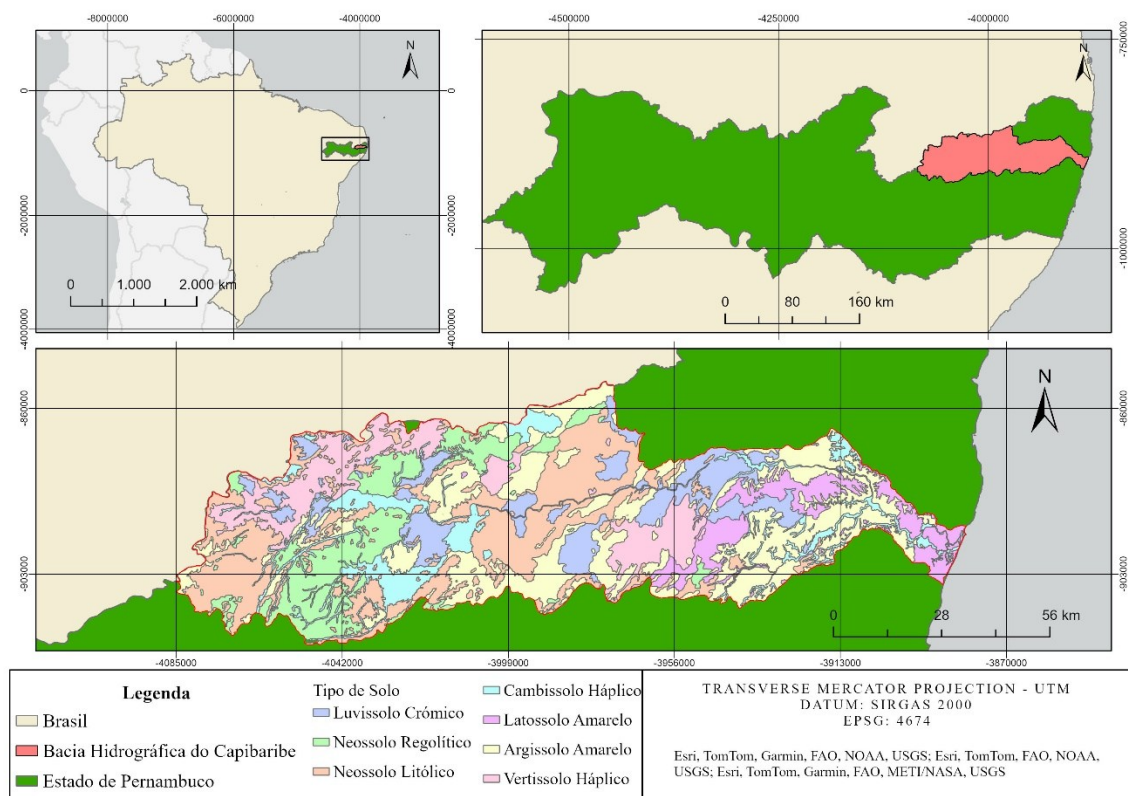 -8000000 -6000000 -4000000
N
0
-2000000
-4000000
0 1.000 2.000 km
-4500000 -4250000 -4000000
-750000
N
-1000000
0 80 160 km
-860000
-860000
N
-903000
-903000
0 28 56 km
-4085000 -4042000 -3999000 -3956000 -3913000 -3870000
Legenda
Brasil
Bacia Hidrográfica do Capibaribe
Estado de Pernambuco
Tipo de Solo
Luvissolo Crómico
Neossolo Regolítico
Neossolo Litólico
Cambissolo Háplico
Latossolo Amarelo
Argissolo Amarelo
Vertissolo Háplico
TRANSVERSE MERCATOR PROJECTION - UTM
DATUM: SIRGAS 2000
EPSG: 4674
Esri, TomTom, Garmin, FAO, NOAA, USGS; Esri, TomTom, FAO, NOAA,
USGS; Esri, TomTom, Garmin, FAO, METI/NASA, USGS